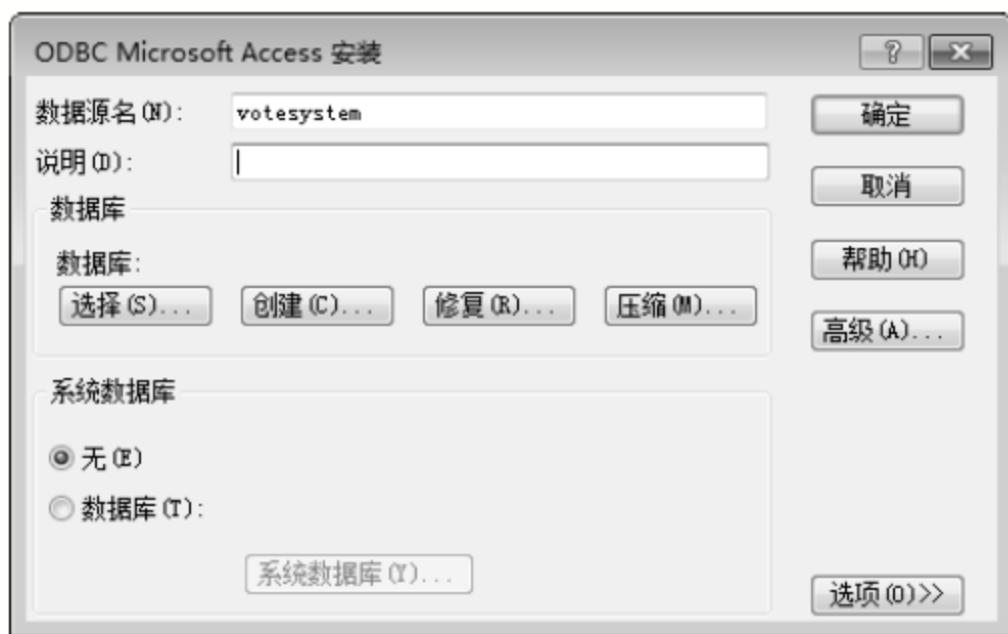 ODBC Microsoft Access 安装
数据源名(N): votesystem 确定
说明(D):
取消
数据库
数据库: 帮助(H)
选择(S)... 创建(C)... 修复(R)... 压缩(M)...
高级(A)...
系统数据库
无(E)
数据库(T):
系统数据库(Y)...
选项(O)>>